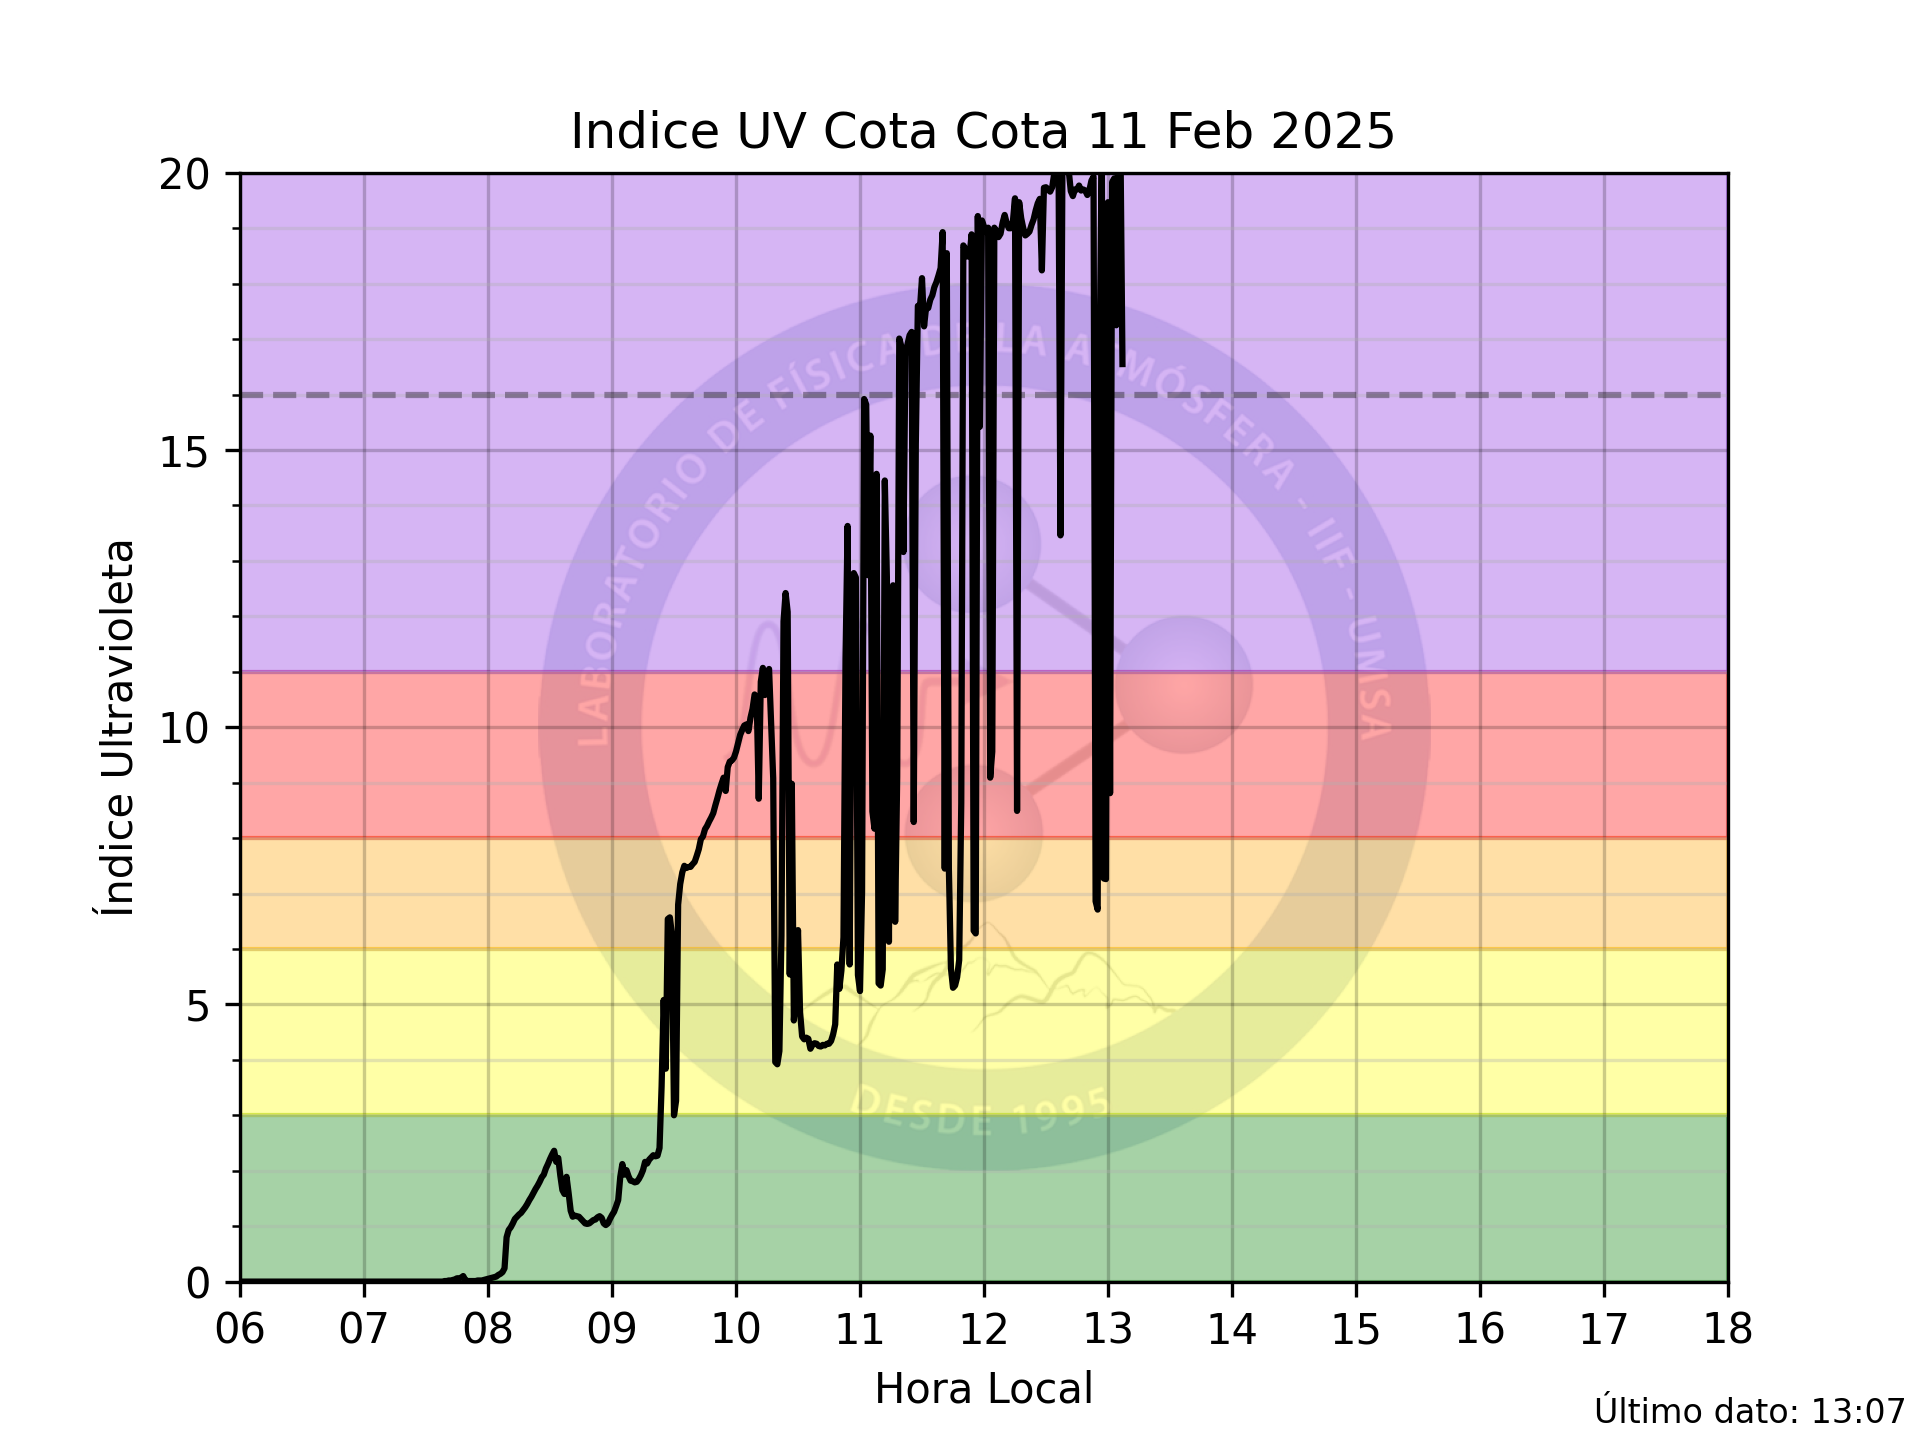 Indice UV Cota Cota 11 Feb 2025
20
15
10
5
0
Índice Ultravioleta
LABORATORIO DE FÍSICA DE LA ATMÓSFERA - IIF - UMSA
DESDE 1995
06 07 08 09 10 11 12 13 14 15 16 17 18
Hora Local
Último dato: 13:07